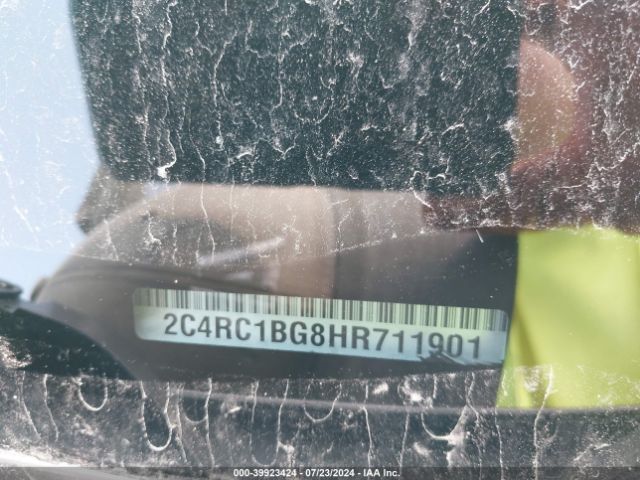 2C4RC1BG8HR711901
000-39923424 | 07/23/2024 | IAA Inc.